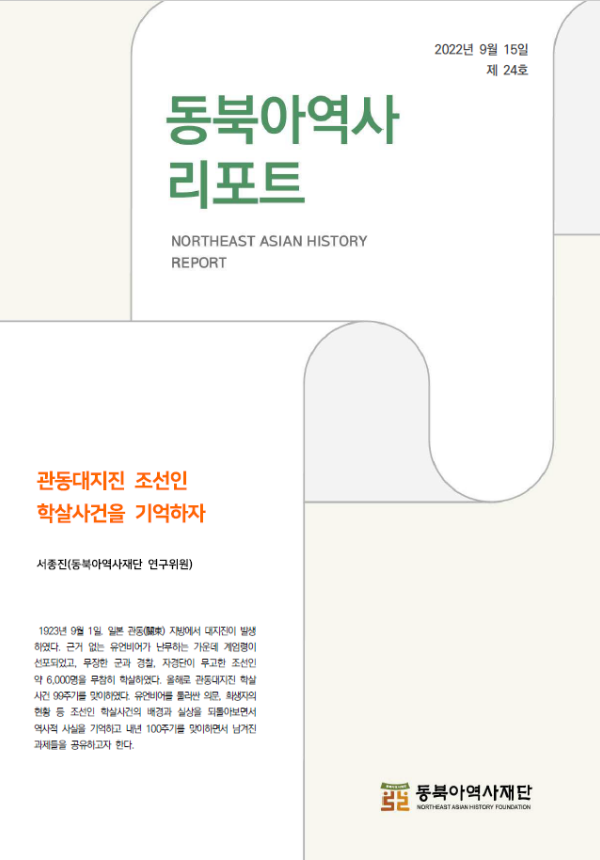 2022년 9월 15일
제 24호
동북아역사
리포트
NORTHEAST ASIAN HISTORY
REPORT
관동대지진 조선인
학살사건을 기억하자
서종진(동북아역사재단 연구위원)
1923년 9월 1일, 일본 관동(關東) 지방에서 대지진이 발생
하였다. 근거 없는 유언비어가 난무하는 가운데 계엄령이
선포되었고, 무장한 군과 경찰, 자경단이 무고한 조선인
약 6,000명을 무참히 학살하였다. 올해로 관동대지진 학살
사건 99주기를 맞이하였다. 유언비어를 둘러싼 의문, 희생자의
현황 등 조선인 학살사건의 배경과 실상을 되돌아보면서
역사적 사실을 기억하고 내년 100주기를 맞이하면서 남겨진
과제들을 공유하고자 한다.
동북아역사재단
NORTHEAST ASIAN HISTORY FOUNDATION